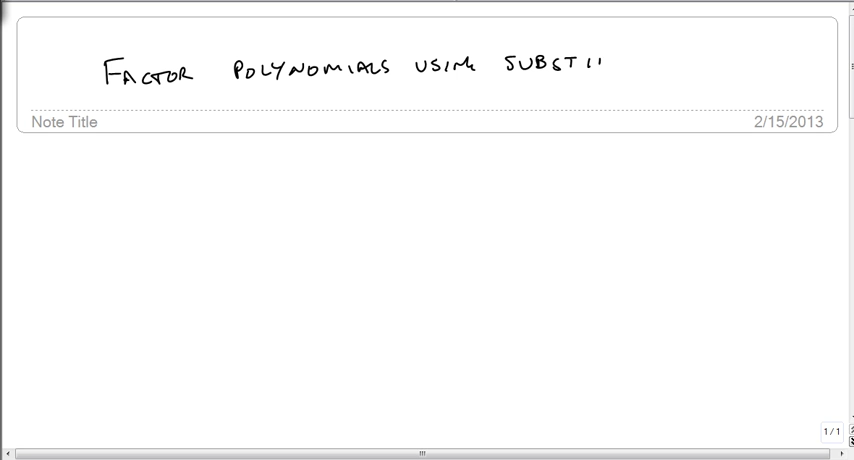 FACTOR POLYNOMIALS USING SUBST
Note Title 2/15/2013
1 / 1